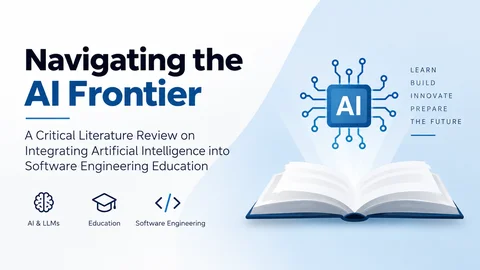 Navigating the
AI Frontier
A Critical Literature Review on
Integrating Artificial Intelligence into
Software Engineering Education
AI & LLMs
Education
Software Engineering
AI
LEARN
BUILD
INNOVATE
PREPARE
THE FUTURE